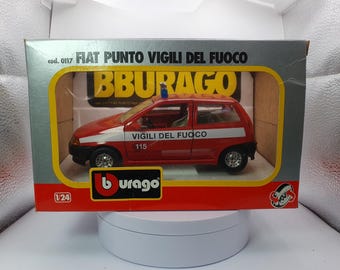 cod. 0117 FIAT PUNTO VIGILI DEL FUOCO
BBURAGO
VIGILI DEL FUOCO
115
burago
1/24